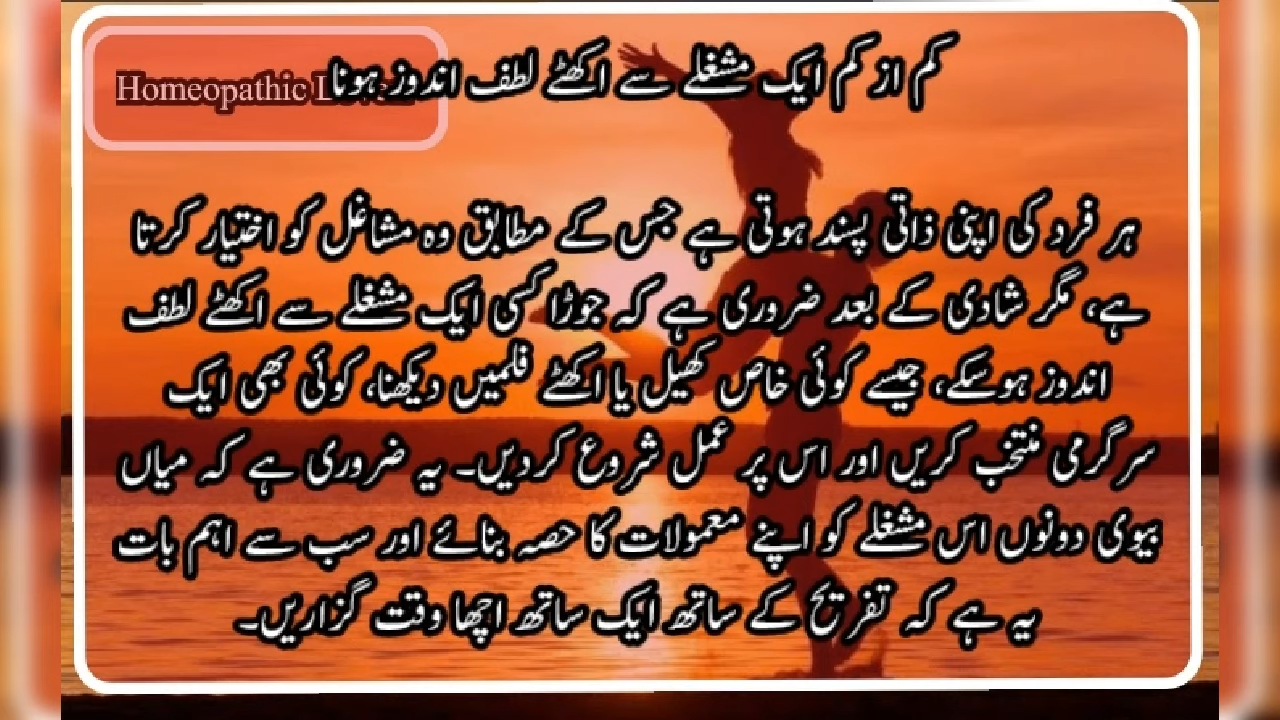 کم از کم ایک مشغلے سے اکھٹے لطف اندوز ہونا
Homeopathic
ہر فرد کی اپنی ذاتی پسند ہوتی ہے جس کے مطابق وہ مشاغل کو اختیار کرتا
ہے، مگر شادی کے بعد ضروری ہے کہ جوڑا کسی ایک مشغلے سے اکھٹے لطف
اندوز ہوسکے، جیسے کوئی خاص کھیل یا اکھٹے فلمیں دیکھنا، کوئی بھی ایک
سرگرمی منتخب کریں اور اس پر عمل شروع کردیں۔ یہ ضروری ہے کہ میاں
بیوی دونوں اس مشغلے کو اپنے معمولات کا حصہ بنائے اور سب سے اہم بات
یہ ہے کہ تفریح کے ساتھ ایک ساتھ اچھا وقت گزاریں۔